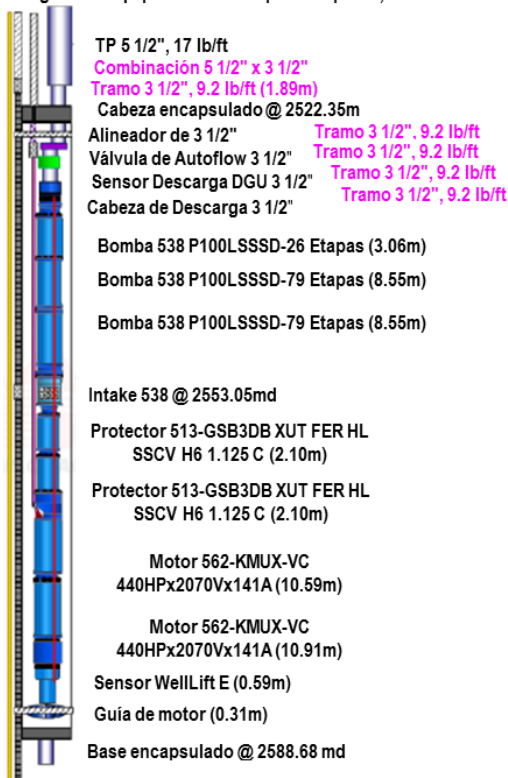 TP 5 1/2", 17 lb/ft
Combinación 5 1/2" x 3 1/2"
Tramo 3 1/2", 9.2 lb/ft (1.89m)
Cabeza encapsulado @ 2522.35m
Alineador de 3 1/2"
Tramo 3 1/2", 9.2 lb/ft
Válvula de Autoflow 3 1/2"
Tramo 3 1/2", 9.2 lb/ft
Sensor Descarga DGU 3 1/2"
Tramo 3 1/2", 9.2 lb/ft
Cabeza de Descarga 3 1/2"
Tramo 3 1/2", 9.2 lb/ft
Bomba 538 P100LSSSD-26 Etapas (3.06m)
Bomba 538 P100LSSSD-79 Etapas (8.55m)
Bomba 538 P100LSSSD-79 Etapas (8.55m)
Intake 538 @ 2553.05md
Protector 513-GSB3DB XUT FER HL
SSCV H6 1.125 C (2.10m)
Protector 513-GSB3DB XUT FER HL
SSCV H6 1.125 C (2.10m)
Motor 562-KMUX-VC
440HPx2070Vx141A (10.59m)
Motor 562-KMUX-VC
440HPx2070Vx141A (10.91m)
Sensor WellLift E (0.59m)
Guía de motor (0.31m)
Base encapsulado @ 2588.68 md